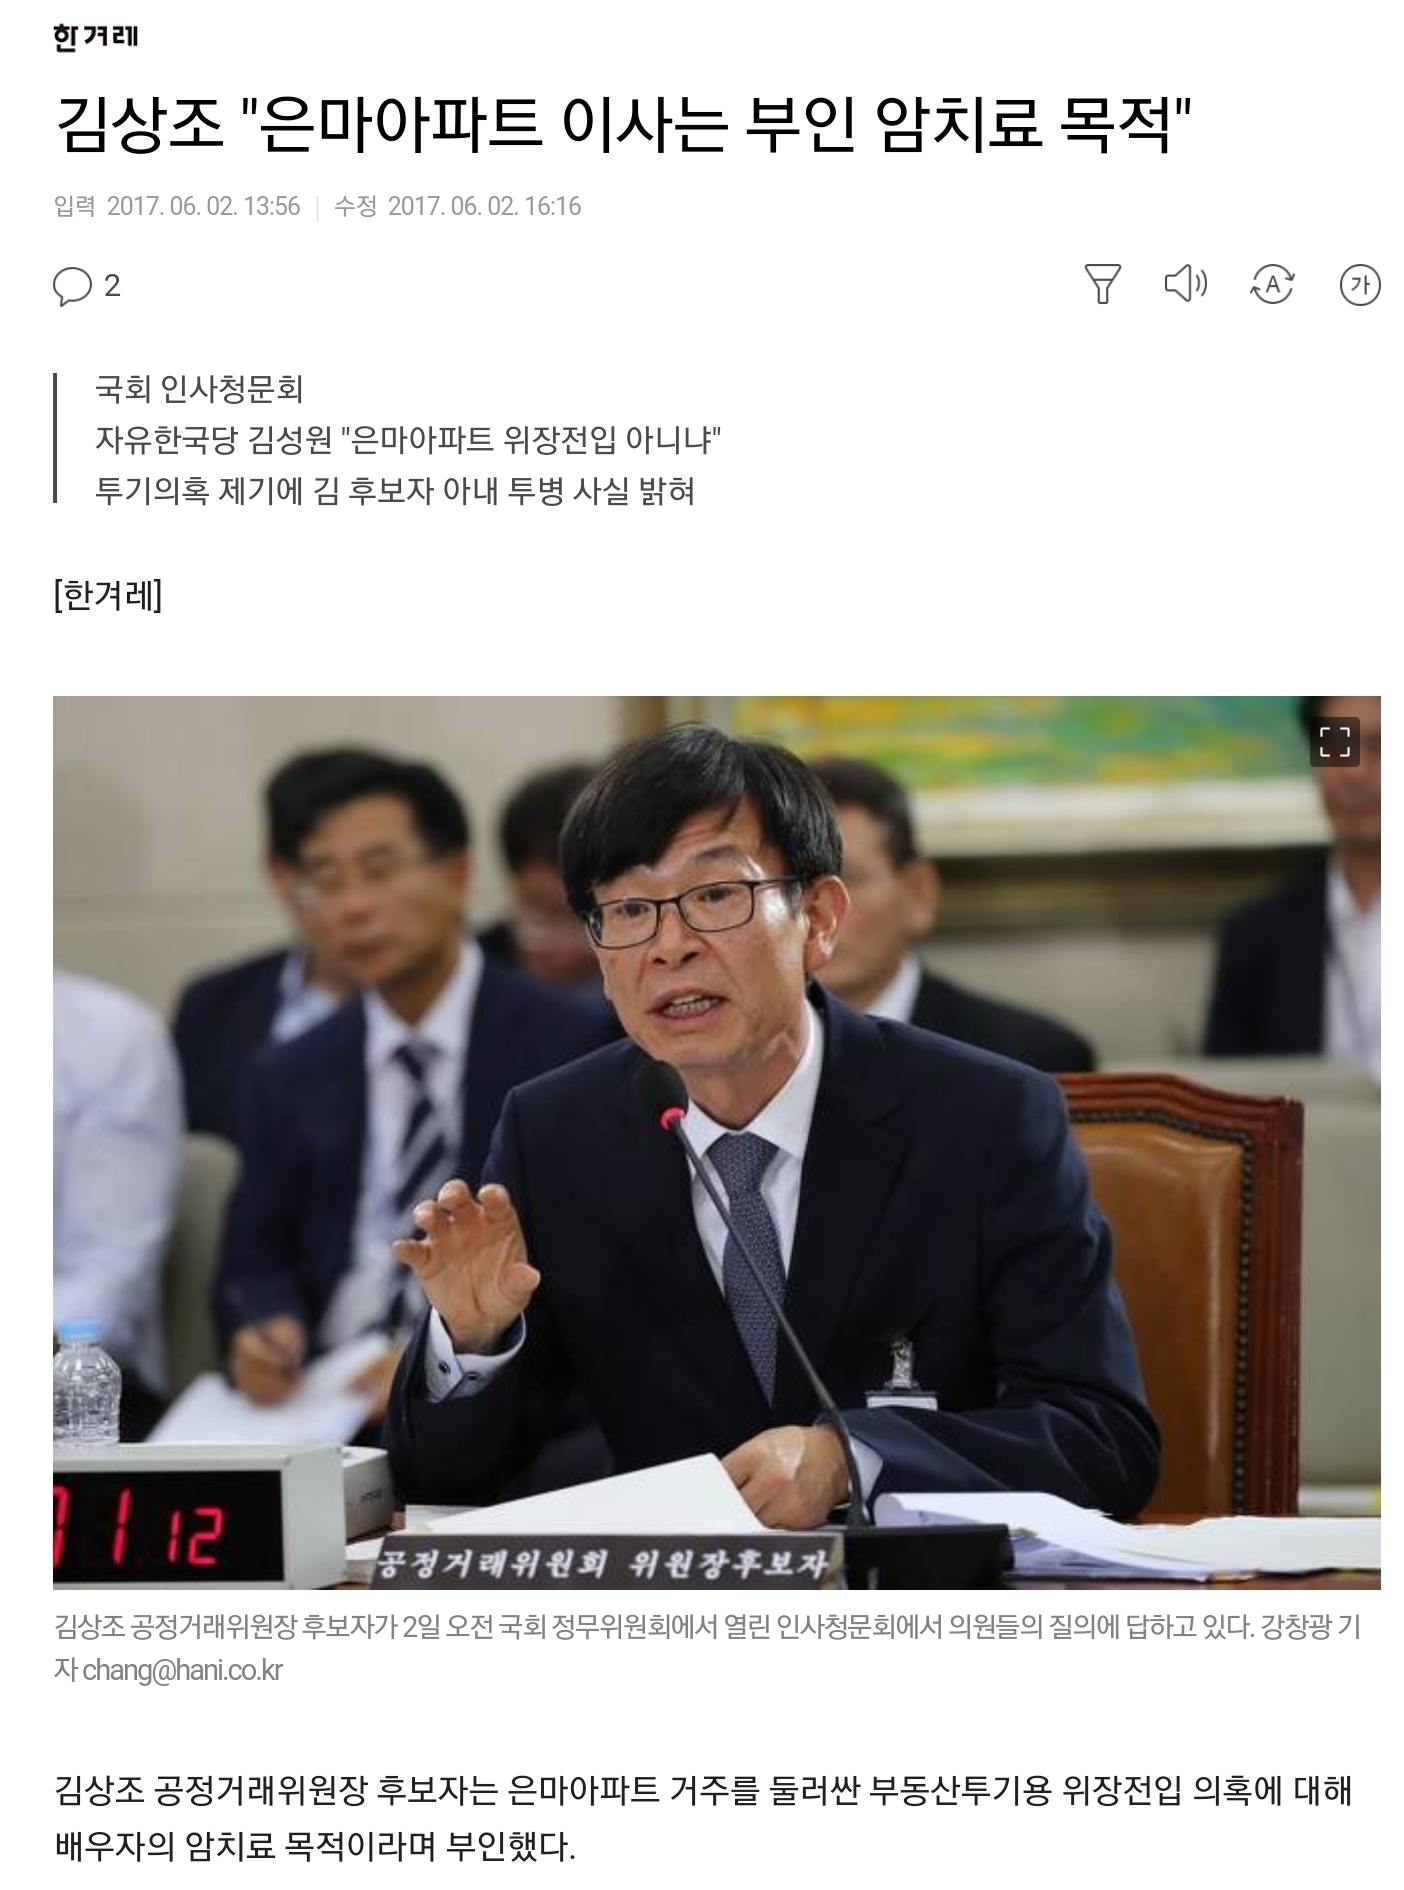 한겨레
김상조 "은마아파트 이사는 부인 암치료 목적"
입력 2017. 06. 02. 13:56 | 수정 2017. 06. 02. 16:16
2
A
가
국회 인사청문회
자유한국당 김성원 "은마아파트 위장전입 아니냐"
투기의혹 제기에 김 후보자 아내 투병 사실 밝혀
[한겨레]
1 12
공정거래위원회 위원장후보자
김상조 공정거래위원장 후보자가 2일 오전 국회 정무위원회에서 열린 인사청문회에서 의원들의 질의에 답하고 있다. 강창광 기
자 chang@hani.co.kr
김상조 공정거래위원장 후보자는 은마아파트 거주를 둘러싼 부동산투기용 위장전입 의혹에 대해
배우자의 암치료 목적이라며 부인했다.